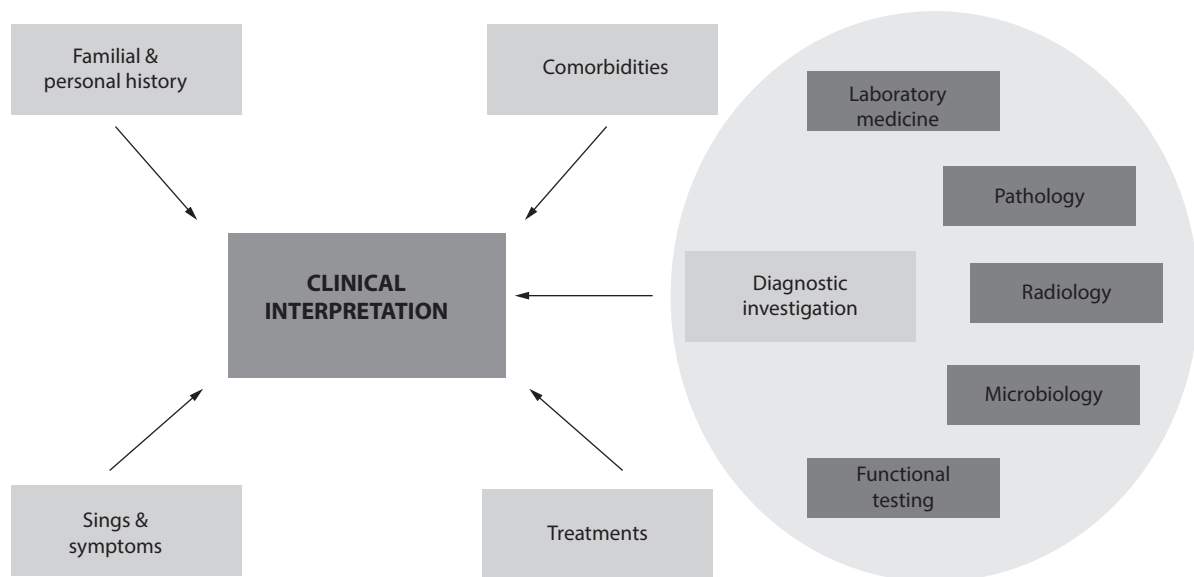 Familial &
personal history
Comorbidities
Laboratory
medicine
Pathology
CLINICAL
INTERPRETATION
Diagnostic
investigation
Radiology
Microbiology
Functional
testing
Sings &
symptoms
Treatments